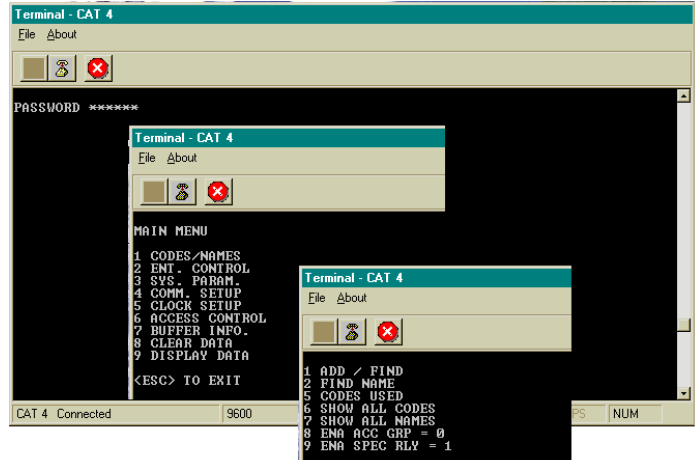 Terminal - CAT 4
File About
PASSWORD ******
Terminal - CAT 4
File About
MAIN MENU
1 CODES/NAMES
2 ENT. CONTROL
3 SYS. PARAM.
4 COMM. SETUP
5 CLOCK SETUP
6 ACCESS CONTROL
7 BUFFER INFO.
8 CLEAR DATA
9 DISPLAY DATA
<ESC> TO EXIT
Terminal - CAT 4
File About
1 ADD / FIND
2 FIND NAME
5 CODES USED
6 SHOW ALL CODES
7 SHOW ALL NAMES
8 ENA ACC GRP = 0
9 ENA SPEC RLY = 1
CAT 4 Connected 9600 NUM